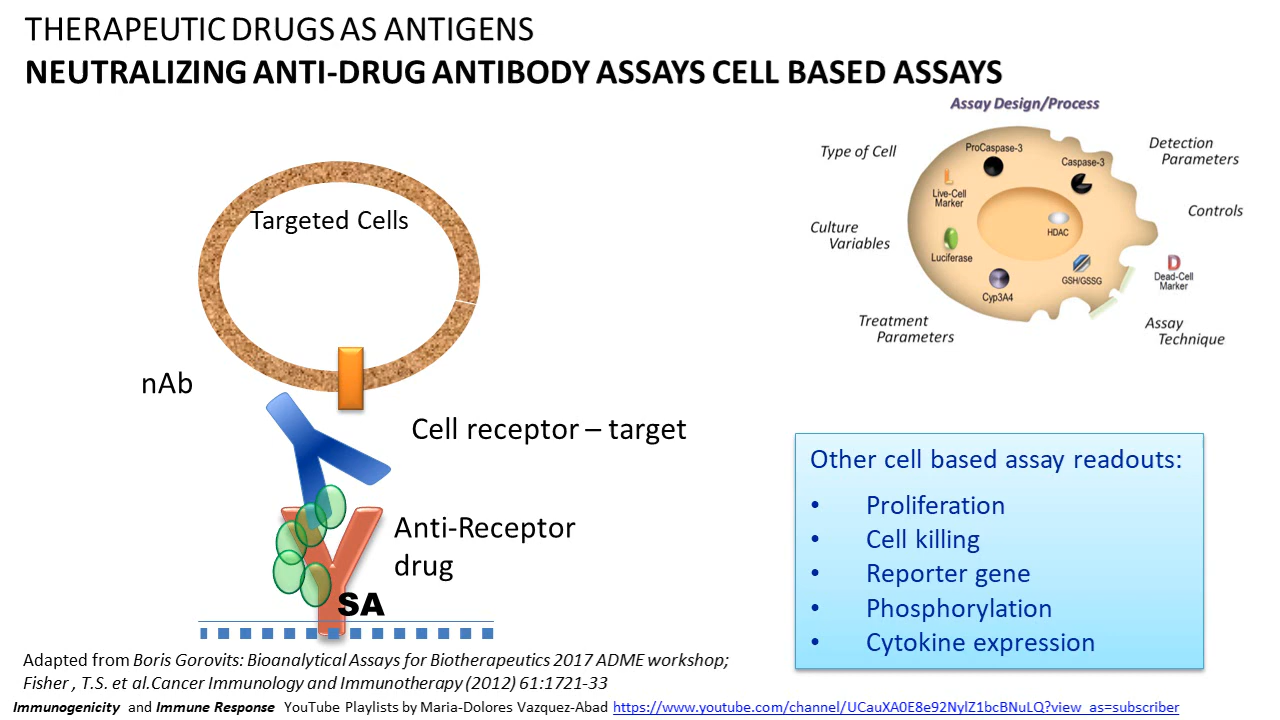 THERAPEUTIC DRUGS AS ANTIGENS
NEUTRALIZING ANTI-DRUG ANTIBODY ASSAYS CELL BASED ASSAYS
Assay Design/Process
Type of Cell
Detection
Parameters
ProCaspase-3
Caspase-3
Live-Cell
Marker
Controls
Culture
Variables
HDAC
Luciferase
GSH/GSSG
Dead-Cell
Marker
Cyp3A4
Treatment
Parameters
Assay
Technique
Targeted Cells
nAb
Cell receptor – target
Anti-Receptor
drug
SA
Other cell based assay readouts:
• Proliferation
• Cell killing
• Reporter gene
• Phosphorylation
• Cytokine expression
Adapted from Boris Gorovits: Bioanalytical Assays for Biotherapeutics 2017 ADME workshop;
Fisher , T.S. et al.Cancer Immunology and Immunotherapy (2012) 61:1721-33
Immunogenicity and Immune Response YouTube Playlists by Maria-Dolores Vazquez-Abad https://www.youtube.com/channel/UCauXA0E8e92NylZ1bcBNuLQ?view_as=subscriber